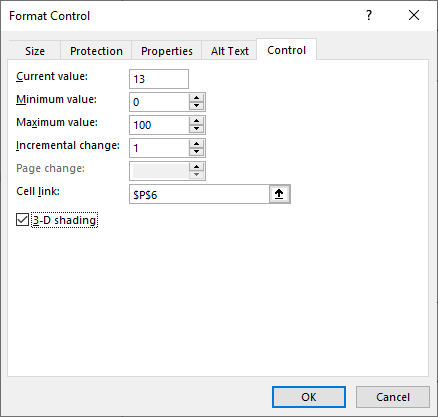 Format Control
?
Size Protection Properties Alt Text Control
Current value: 13
Minimum value: 0
Maximum value: 100
Incremental change: 1
Page change:
Cell link: $P$6
3-D shading
OK Cancel